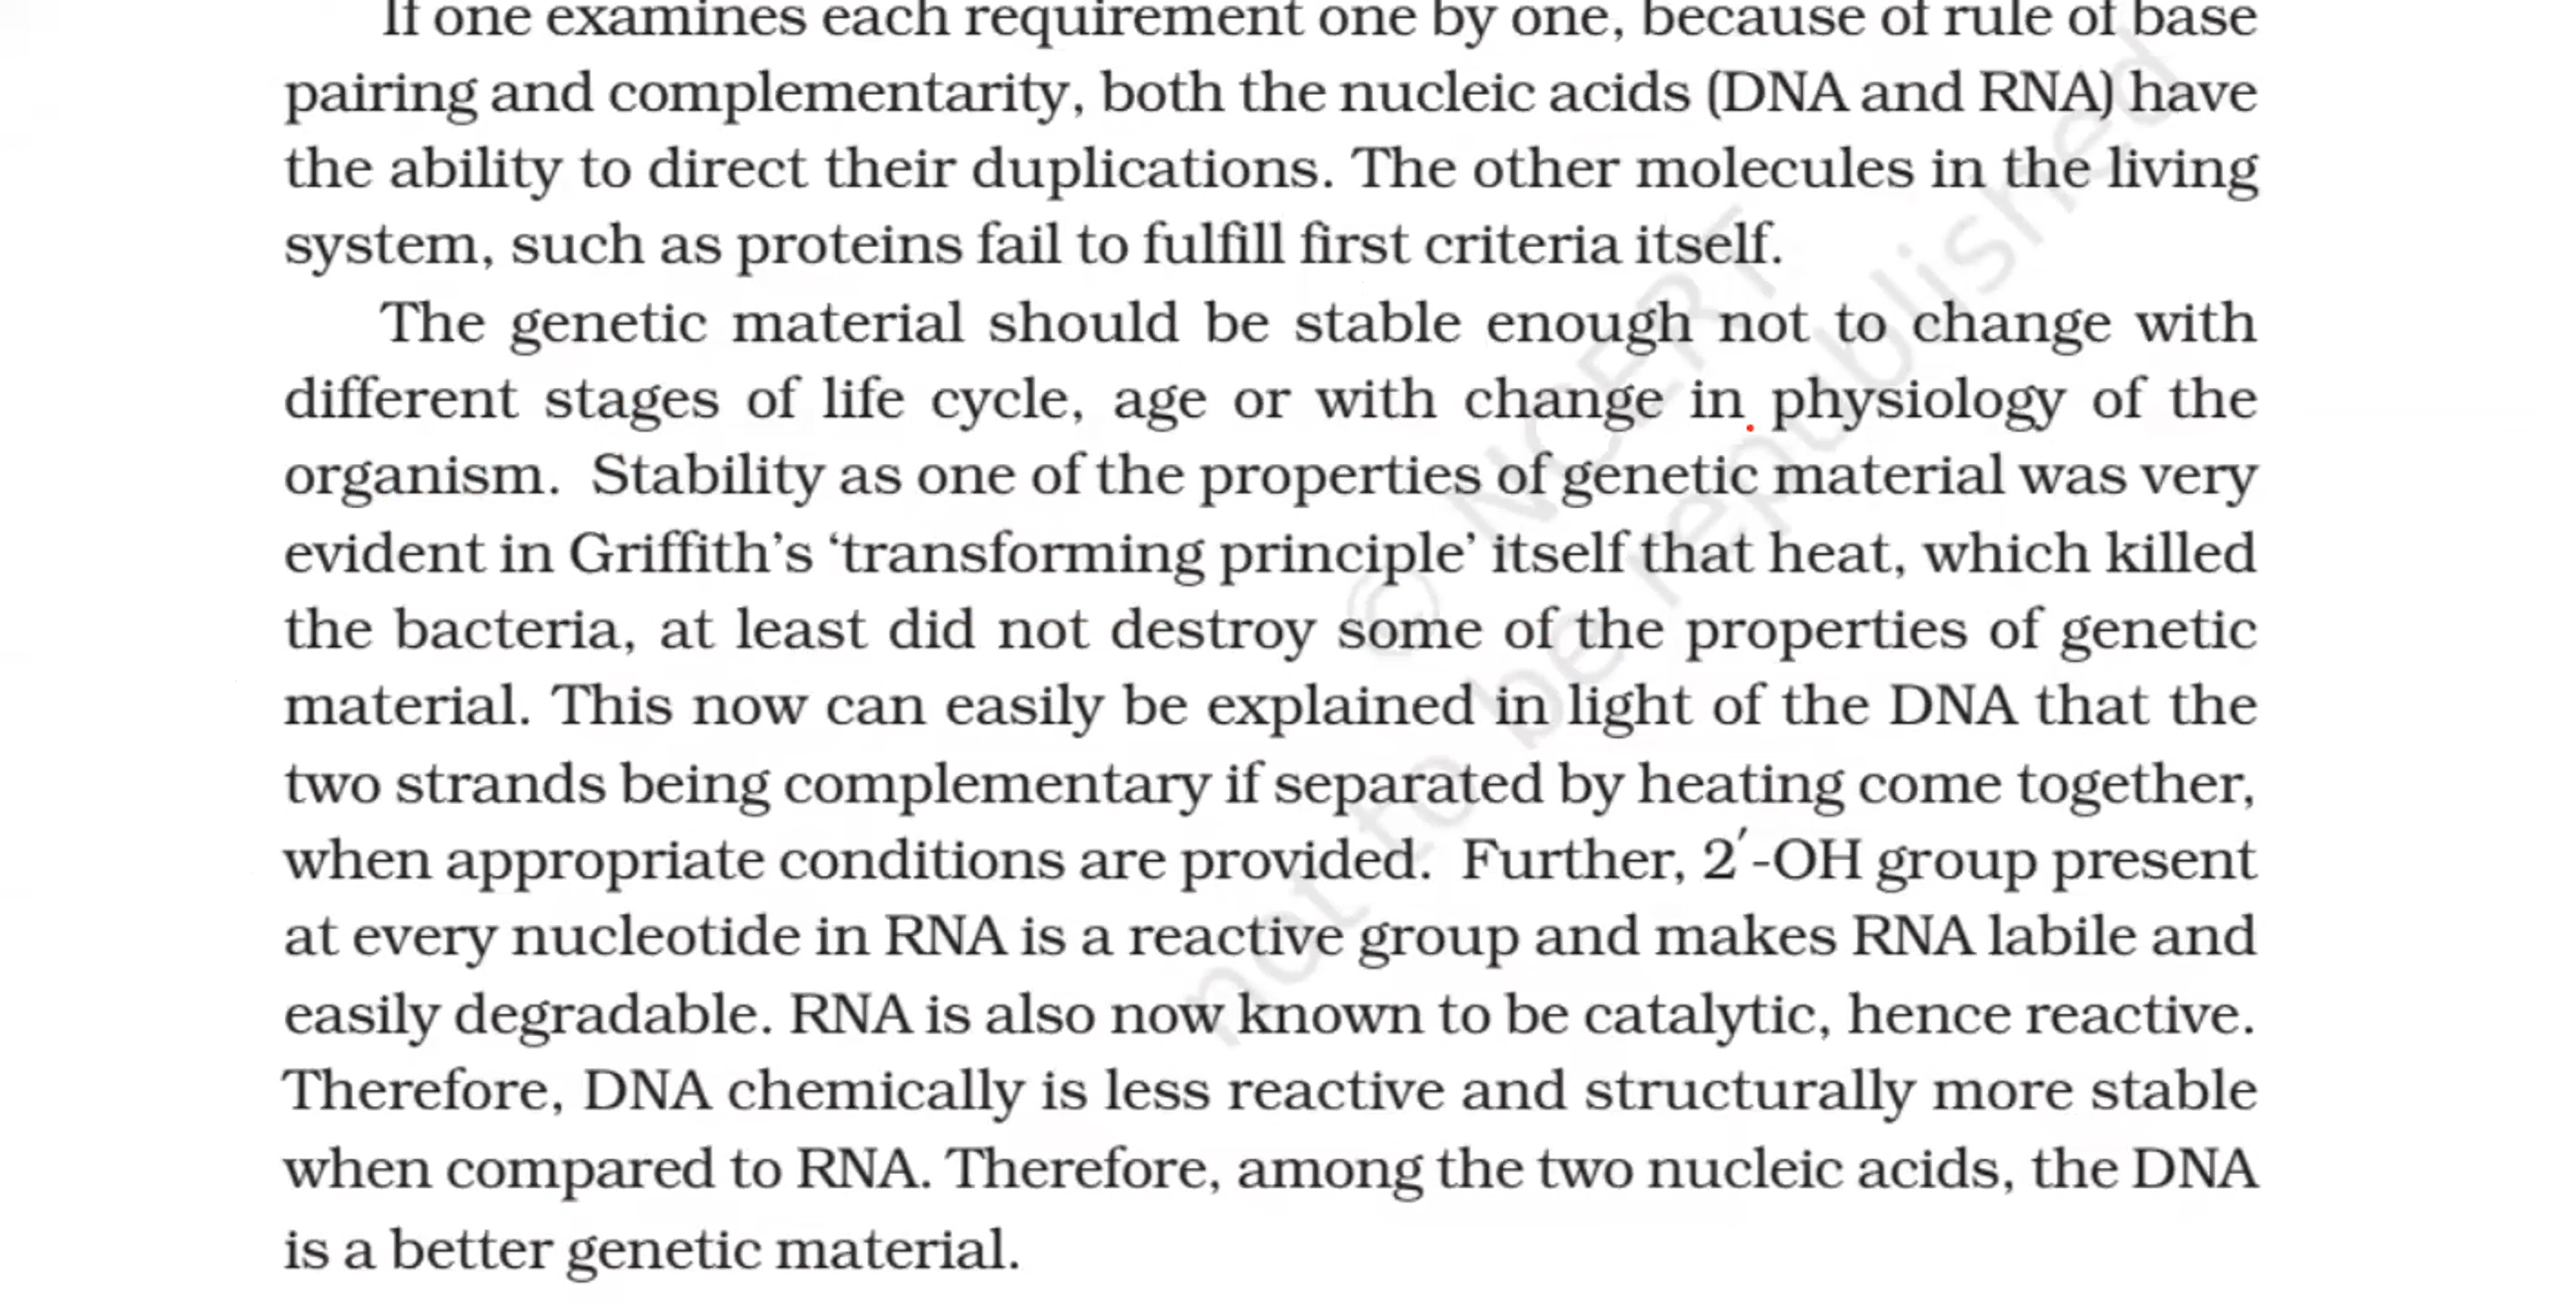 If one examines each requirement one by one, because of rule of base
pairing and complementarity, both the nucleic acids (DNA and RNA) have
the ability to direct their duplications. The other molecules in the living
system, such as proteins fail to fulfill first criteria itself.
The genetic material should be stable enough not to change with
different stages of life cycle, age or with change in physiology of the
organism. Stability as one of the properties of genetic material was very
evident in Griffith's ‘transforming principle’ itself that heat, which killed
the bacteria, at least did not destroy some of the properties of genetic
material. This now can easily be explained in light of the DNA that the
two strands being complementary if separated by heating come together,
when appropriate conditions are provided. Further, 2′-OH group present
at every nucleotide in RNA is a reactive group and makes RNA labile and
easily degradable. RNA is also now known to be catalytic, hence reactive.
Therefore, DNA chemically is less reactive and structurally more stable
when compared to RNA. Therefore, among the two nucleic acids, the DNA
is a better genetic material.
© NCERT
not to be republished